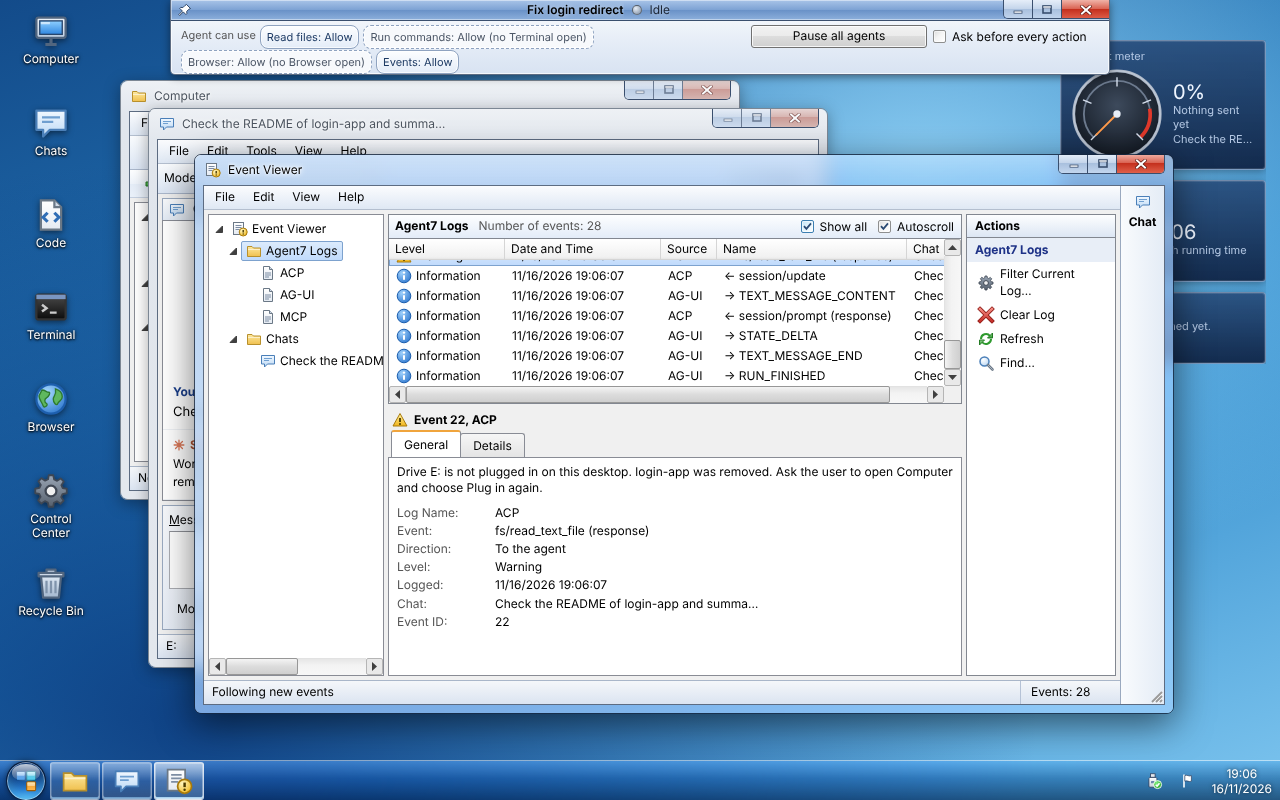 Fix login redirect Idle
Agent can use Read files: Allow Run commands: Allow (no Terminal open)
Browser: Allow (no Browser open) Events: Allow
Pause all agents Ask before every action
Computer
Chats
Code
Terminal
Browser
Control
Center
Recycle Bin
meter
0%
Nothing sent
yet
Check the RE...
06
running time
ned yet.
Computer
F
Check the README of login-app and summa...
File Edit Tools View Help
Mode
You
Che
S
Wor
rem
Mes
Mo
N
E:
Event Viewer
File Edit View Help
Event Viewer
Agent7 Logs
ACP
AG-UI
MCP
Chats
Check the READM
Agent7 Logs Number of events: 28 Show all Autoscroll
Level Date and Time Source Name Chat
Information 11/16/2026 19:06:07 ACP ← session/update Chec
Information 11/16/2026 19:06:07 AG-UI → TEXT_MESSAGE_CONTENT Chec
Information 11/16/2026 19:06:07 ACP ← session/prompt (response) Chec
Information 11/16/2026 19:06:07 AG-UI → STATE_DELTA Chec
Information 11/16/2026 19:06:07 AG-UI → TEXT_MESSAGE_END Chec
Information 11/16/2026 19:06:07 AG-UI → RUN_FINISHED Chec
Event 22, ACP
General Details
Drive E: is not plugged in on this desktop. login-app was removed. Ask the user to open Computer
and choose Plug in again.
Log Name: ACP
Event: fs/read_text_file (response)
Direction: To the agent
Level: Warning
Logged: 11/16/2026 19:06:07
Chat: Check the README of login-app and summa...
Event ID: 22
Actions
Agent7 Logs
Filter Current
Log...
Clear Log
Refresh
Find...
Chat
Following new events Events: 28
19:06
16/11/2026